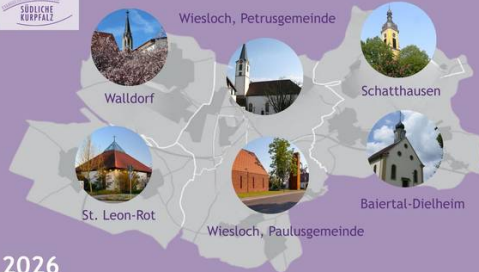 SÜDLICHE
KURPFALZ
Wiesloch, Petrusgemeinde
Walldorf
Schatthausen
St. Leon-Rot
Baiertal-Dielheim
Wiesloch, Paulusgemeinde
2026